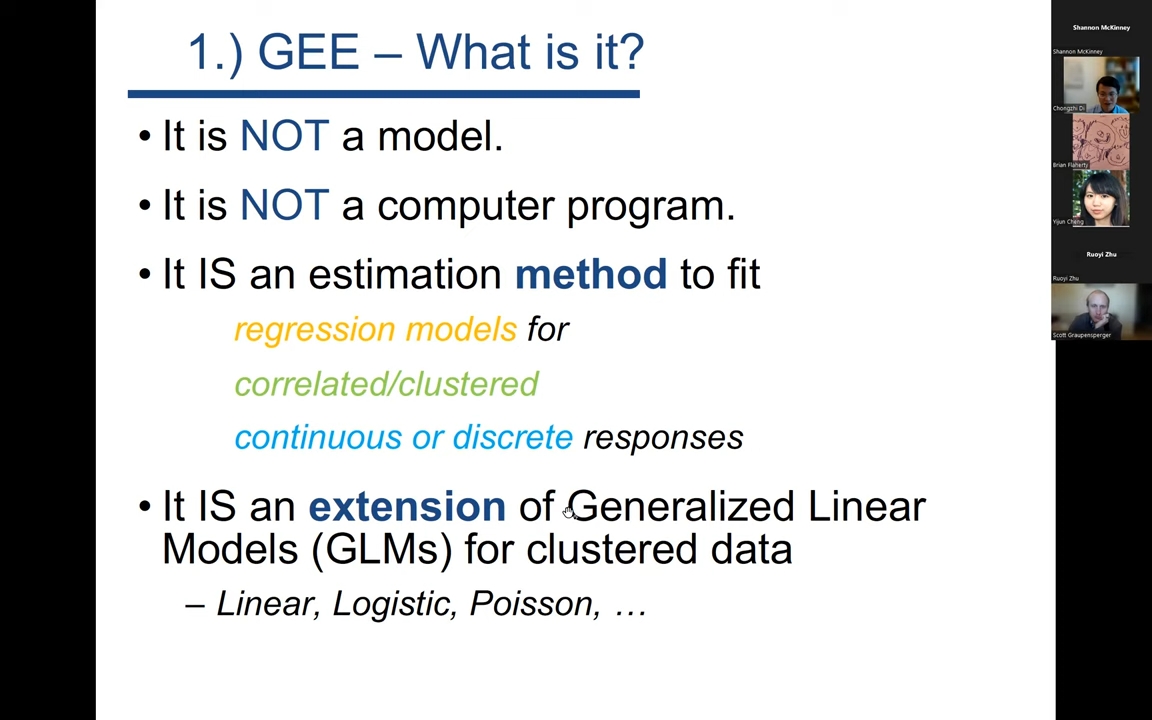 1.) GEE – What is it?
• It is NOT a model.
• It is NOT a computer program.
• It IS an estimation method to fit
regression models for
correlated/clustered
continuous or discrete responses
• It IS an extension of Generalized Linear
Models (GLMs) for clustered data
– Linear, Logistic, Poisson, …
Shannon McKinney
Shannon McKinney
Chongzhi Di
Brian Flaherty
Yijun Cheng
Ruoyi Zhu
Ruoyi Zhu
Scott Graupensperger